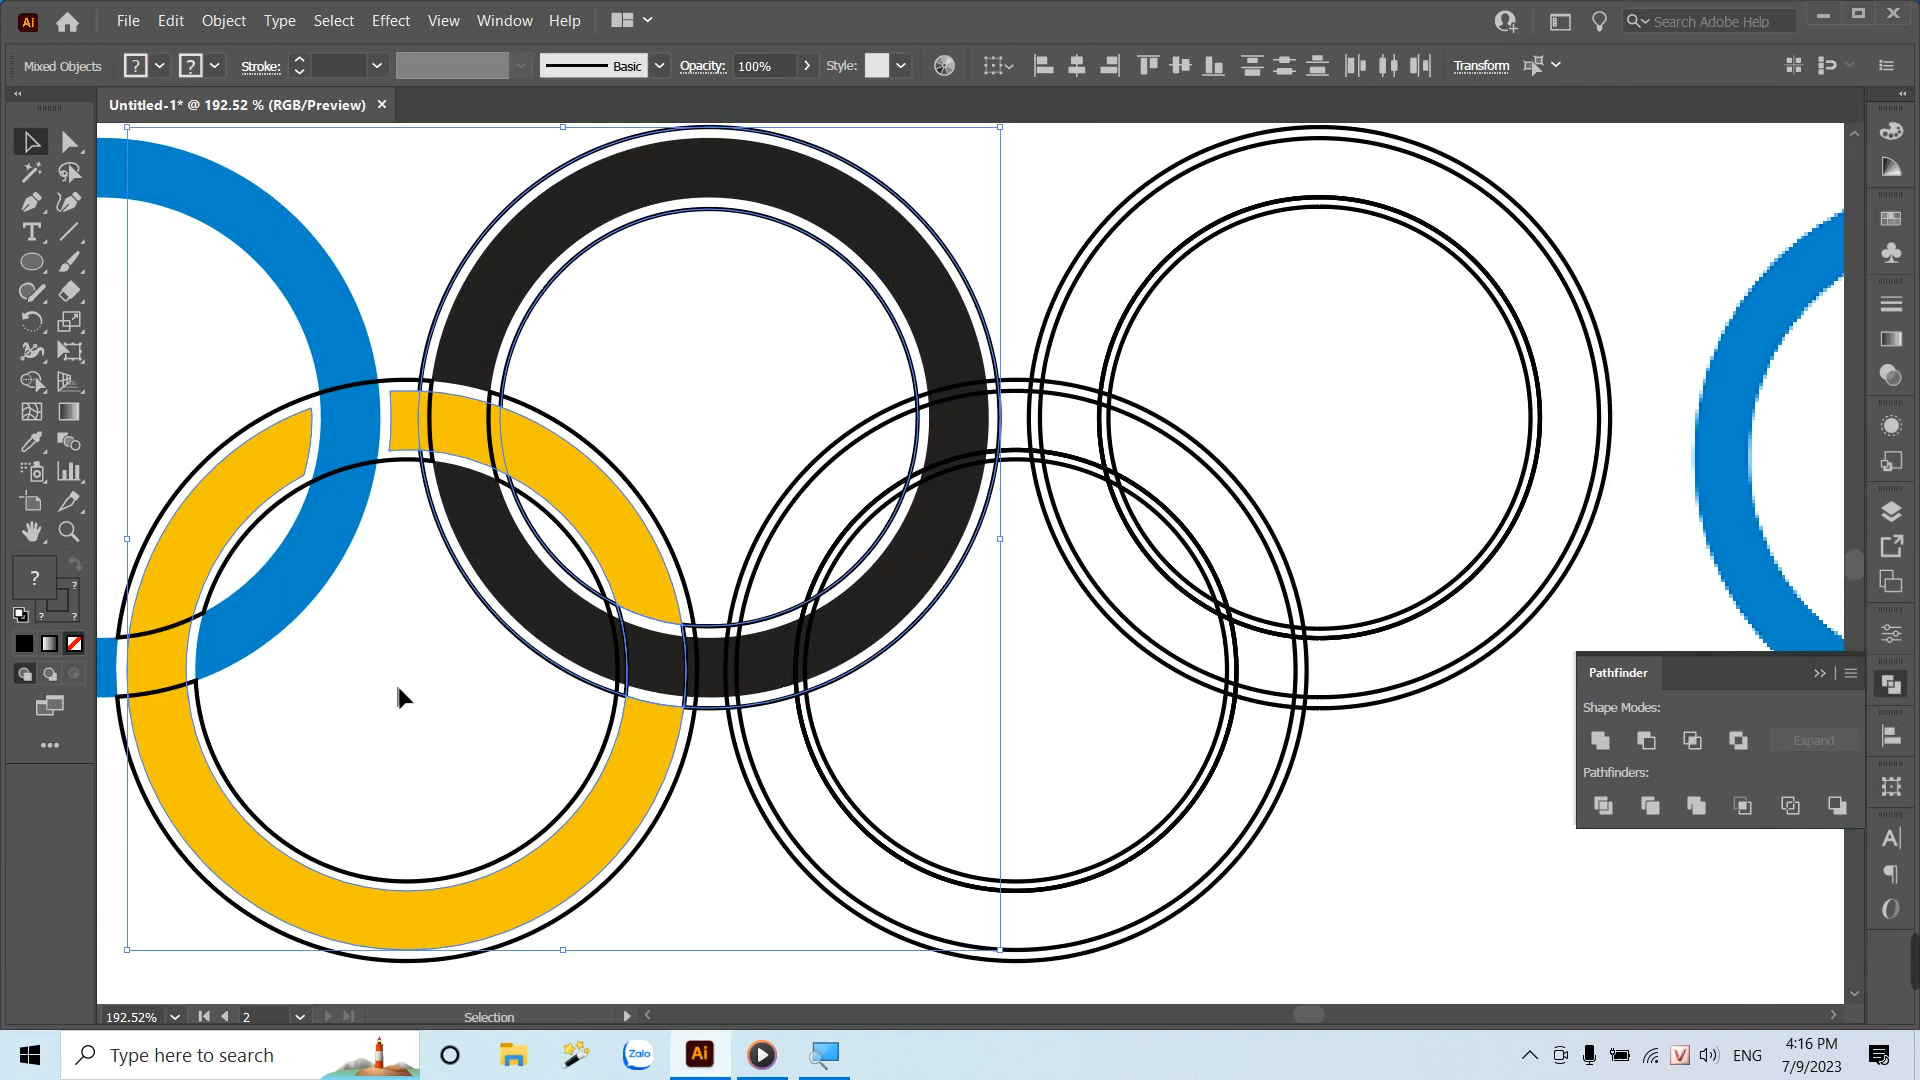 Ai File Edit Object Type Select Effect View Window Help Search Adobe Help
Mixed Objects ? ? Stroke: Basic Opacity: 100% Style: Transform
Untitled-1* @ 192.52 % (RGB/Preview)
?
Pathfinder
Shape Modes:
Expand
Pathfinders:
192.52% 2 Selection
Type here to search Zalo Ai ENG 4:16 PM
7/9/2023